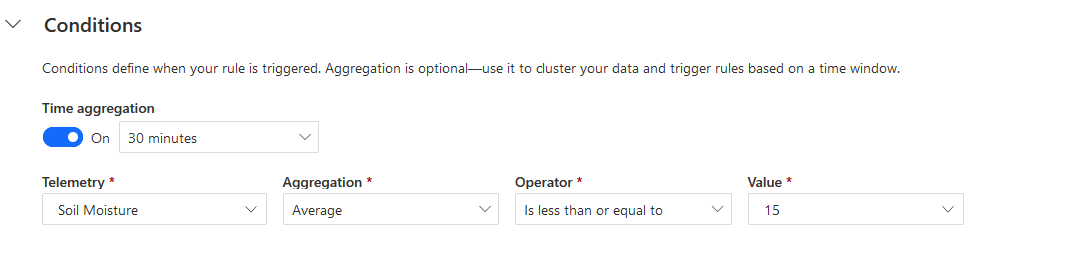 Conditions
Conditions define when your rule is triggered. Aggregation is optional—use it to cluster your data and trigger rules based on a time window.
Time aggregation
On 30 minutes
Telemetry * Aggregation * Operator * Value *
Soil Moisture Average Is less than or equal to 15